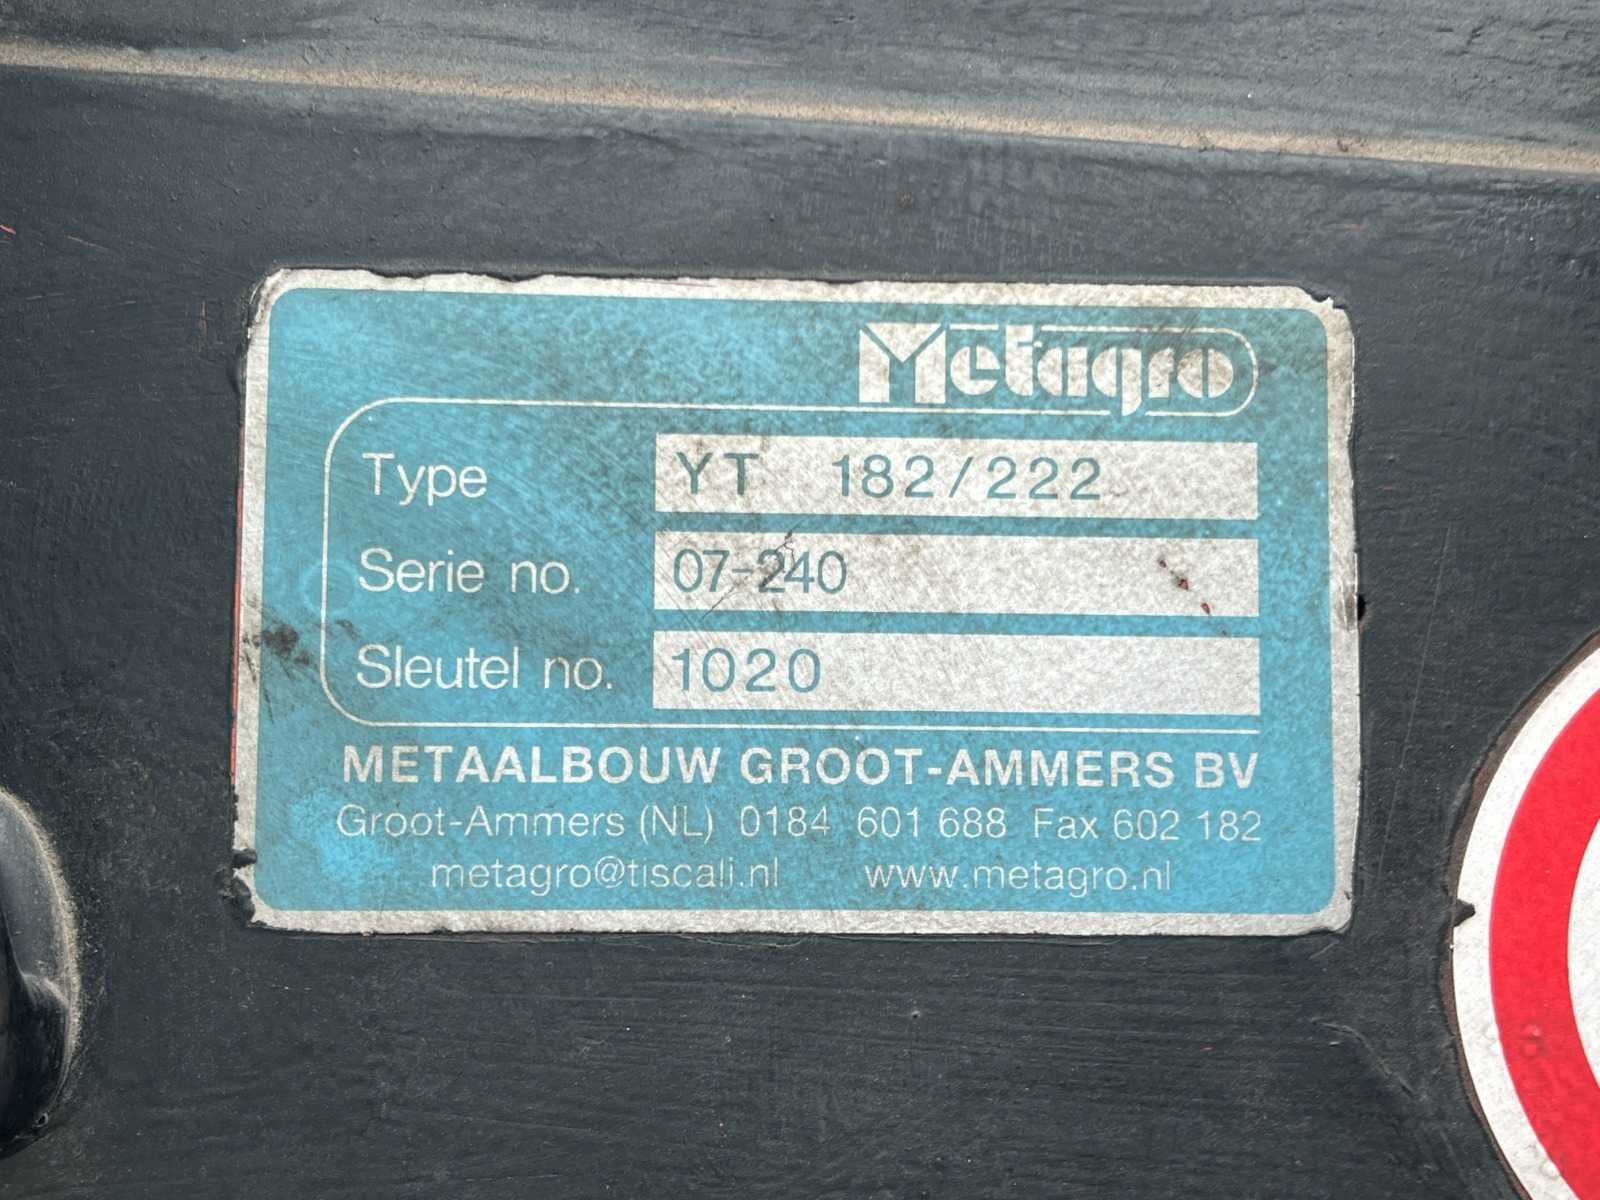 Metagro
Type YT 182/222
Serie no. 07-240
Sleutel no. 1020
METAALBOUW GROOT-AMMERS BV
Groot-Ammers (NL) 0184 601 688 Fax 602 182
metagro@tiscali.nl www.metagro.nl